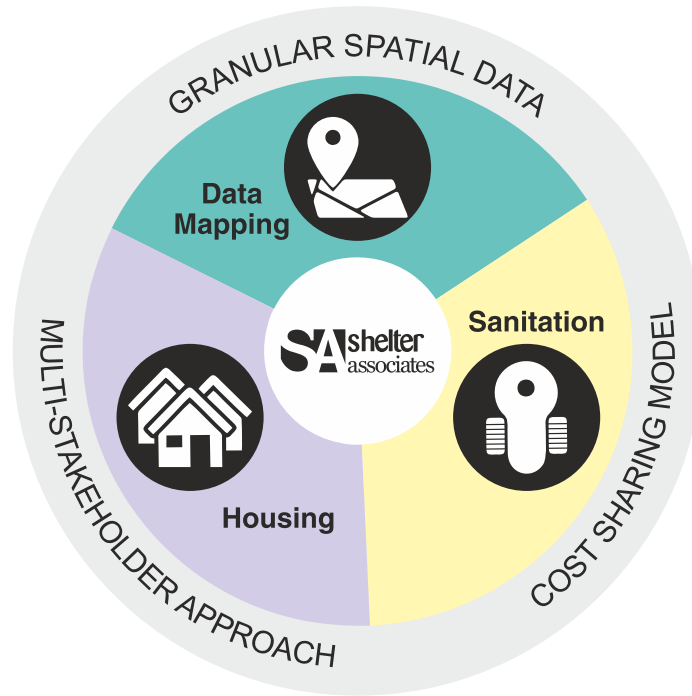 GRANULAR SPATIAL DATA
Data
Mapping
Sanitation
SA shelter
associates
Housing
MULTI-STAKEHOLDER APPROACH
COST SHARING MODEL